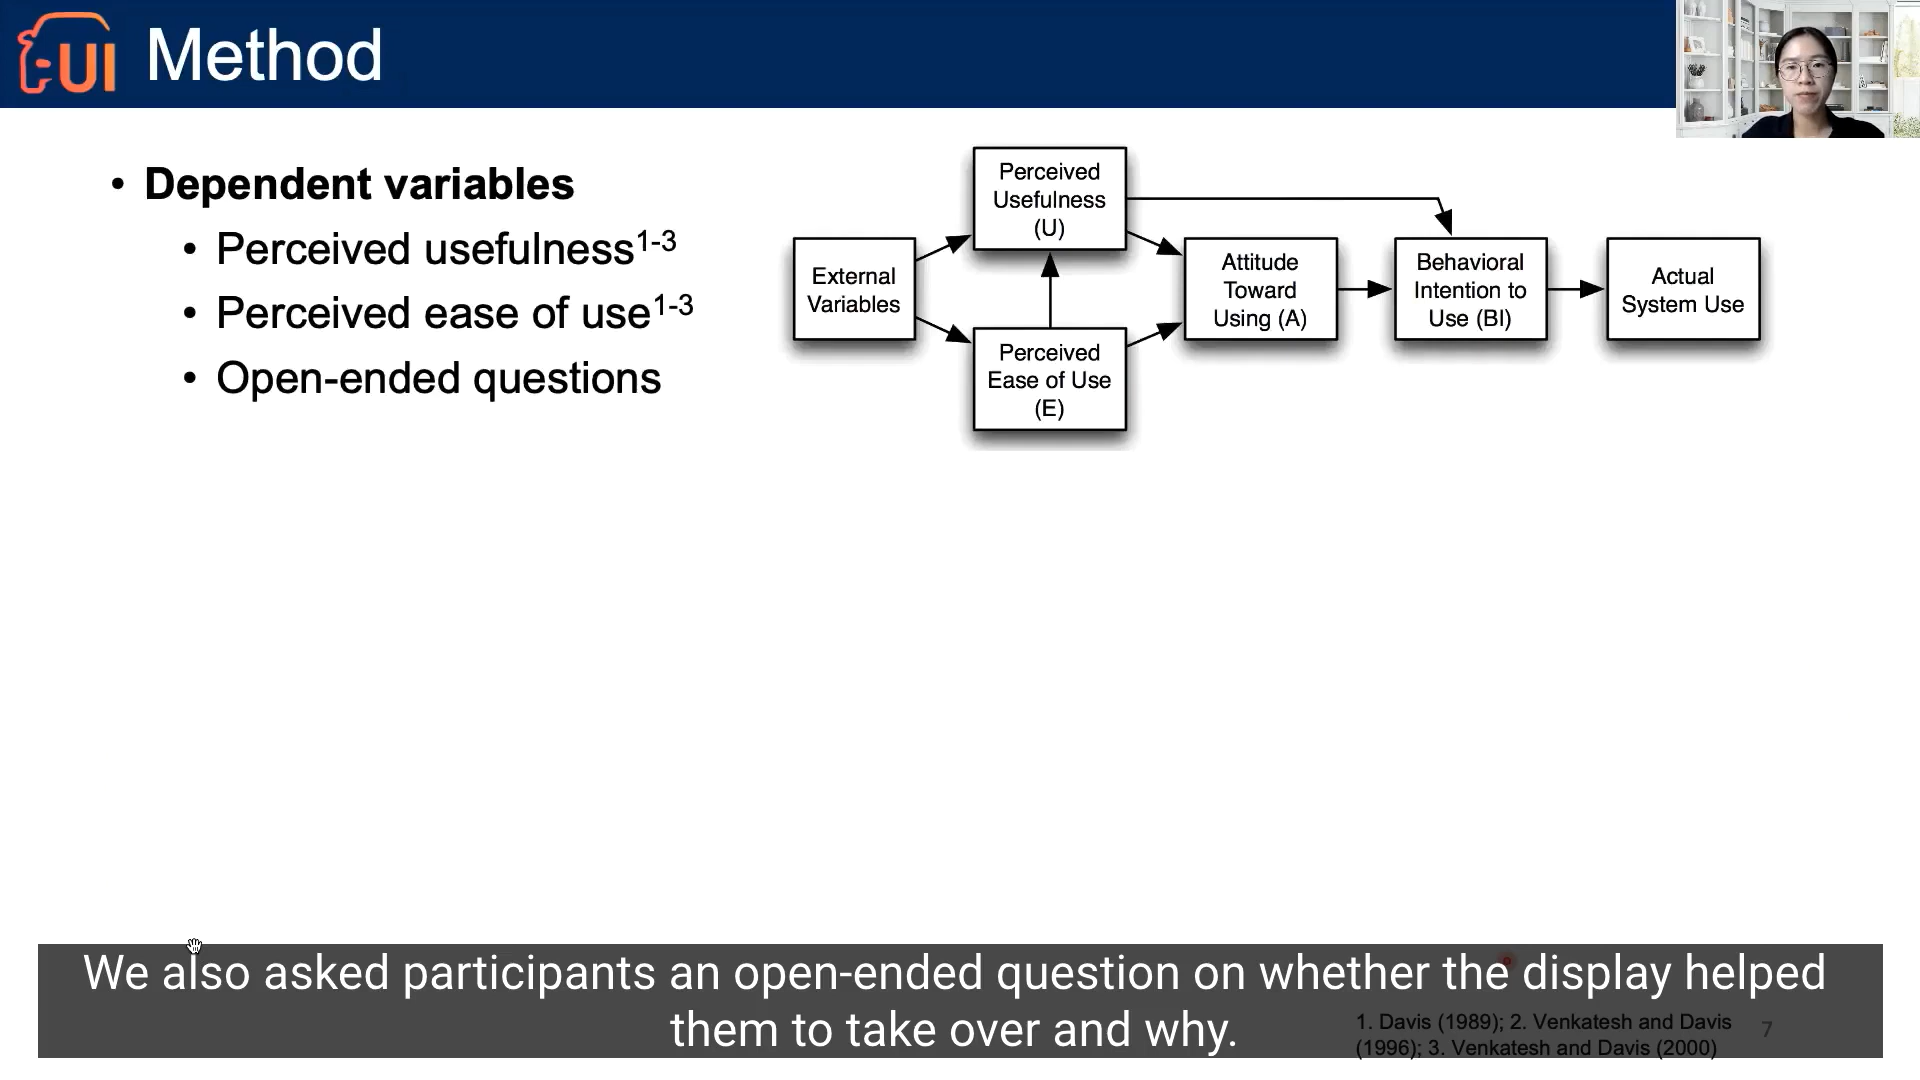 UI Method
• Dependent variables
• Perceived usefulness1-3
• Perceived ease of use1-3
• Open-ended questions
External
Variables
Perceived
Usefulness
(U)
Perceived
Ease of Use
(E)
Attitude
Toward
Using (A)
Behavioral
Intention to
Use (BI)
Actual
System Use
We also asked participants an open-ended question on whether the display helped
them to take over and why.
1. Davis (1989); 2. Venkatesh and Davis
(1996); 3. Venkatesh and Davis (2000)
7